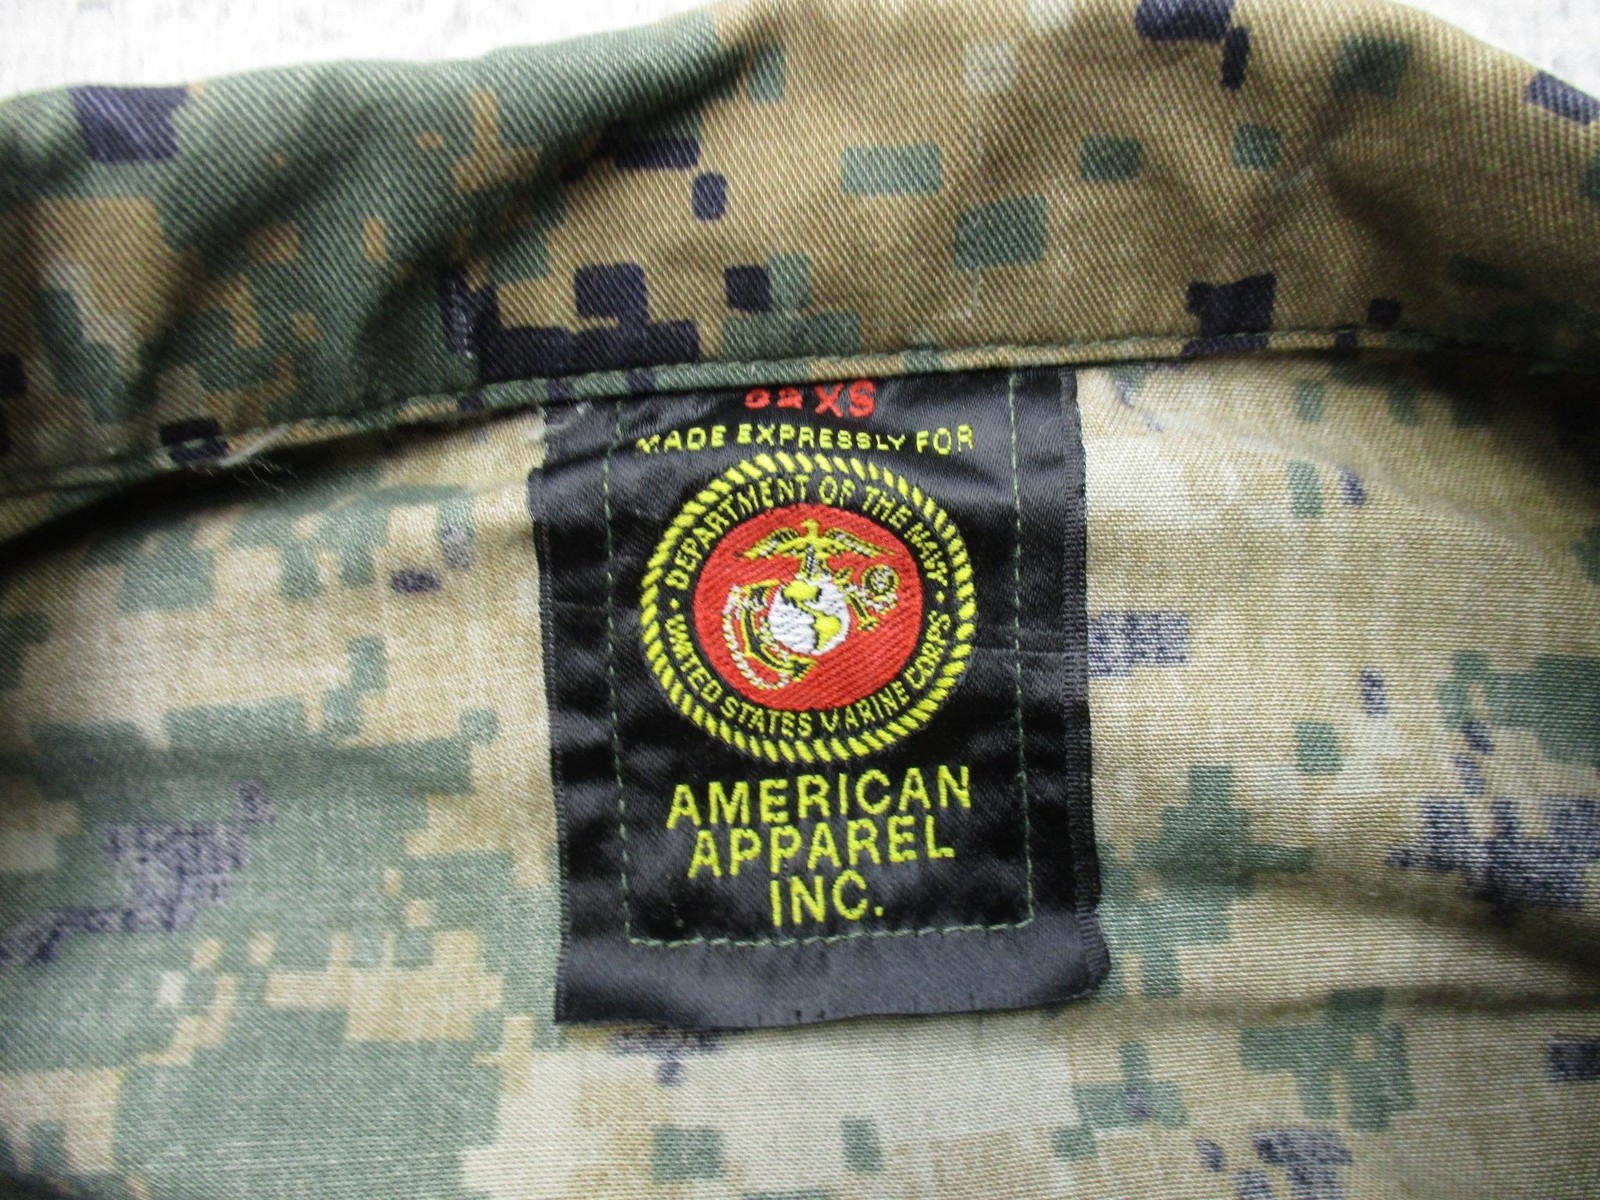 XS
MADE EXPRESSLY FOR
DEPARTMENT OF THE NAVY
UNITED STATES MARINE CORPS
AMERICAN
APPAREL
INC.